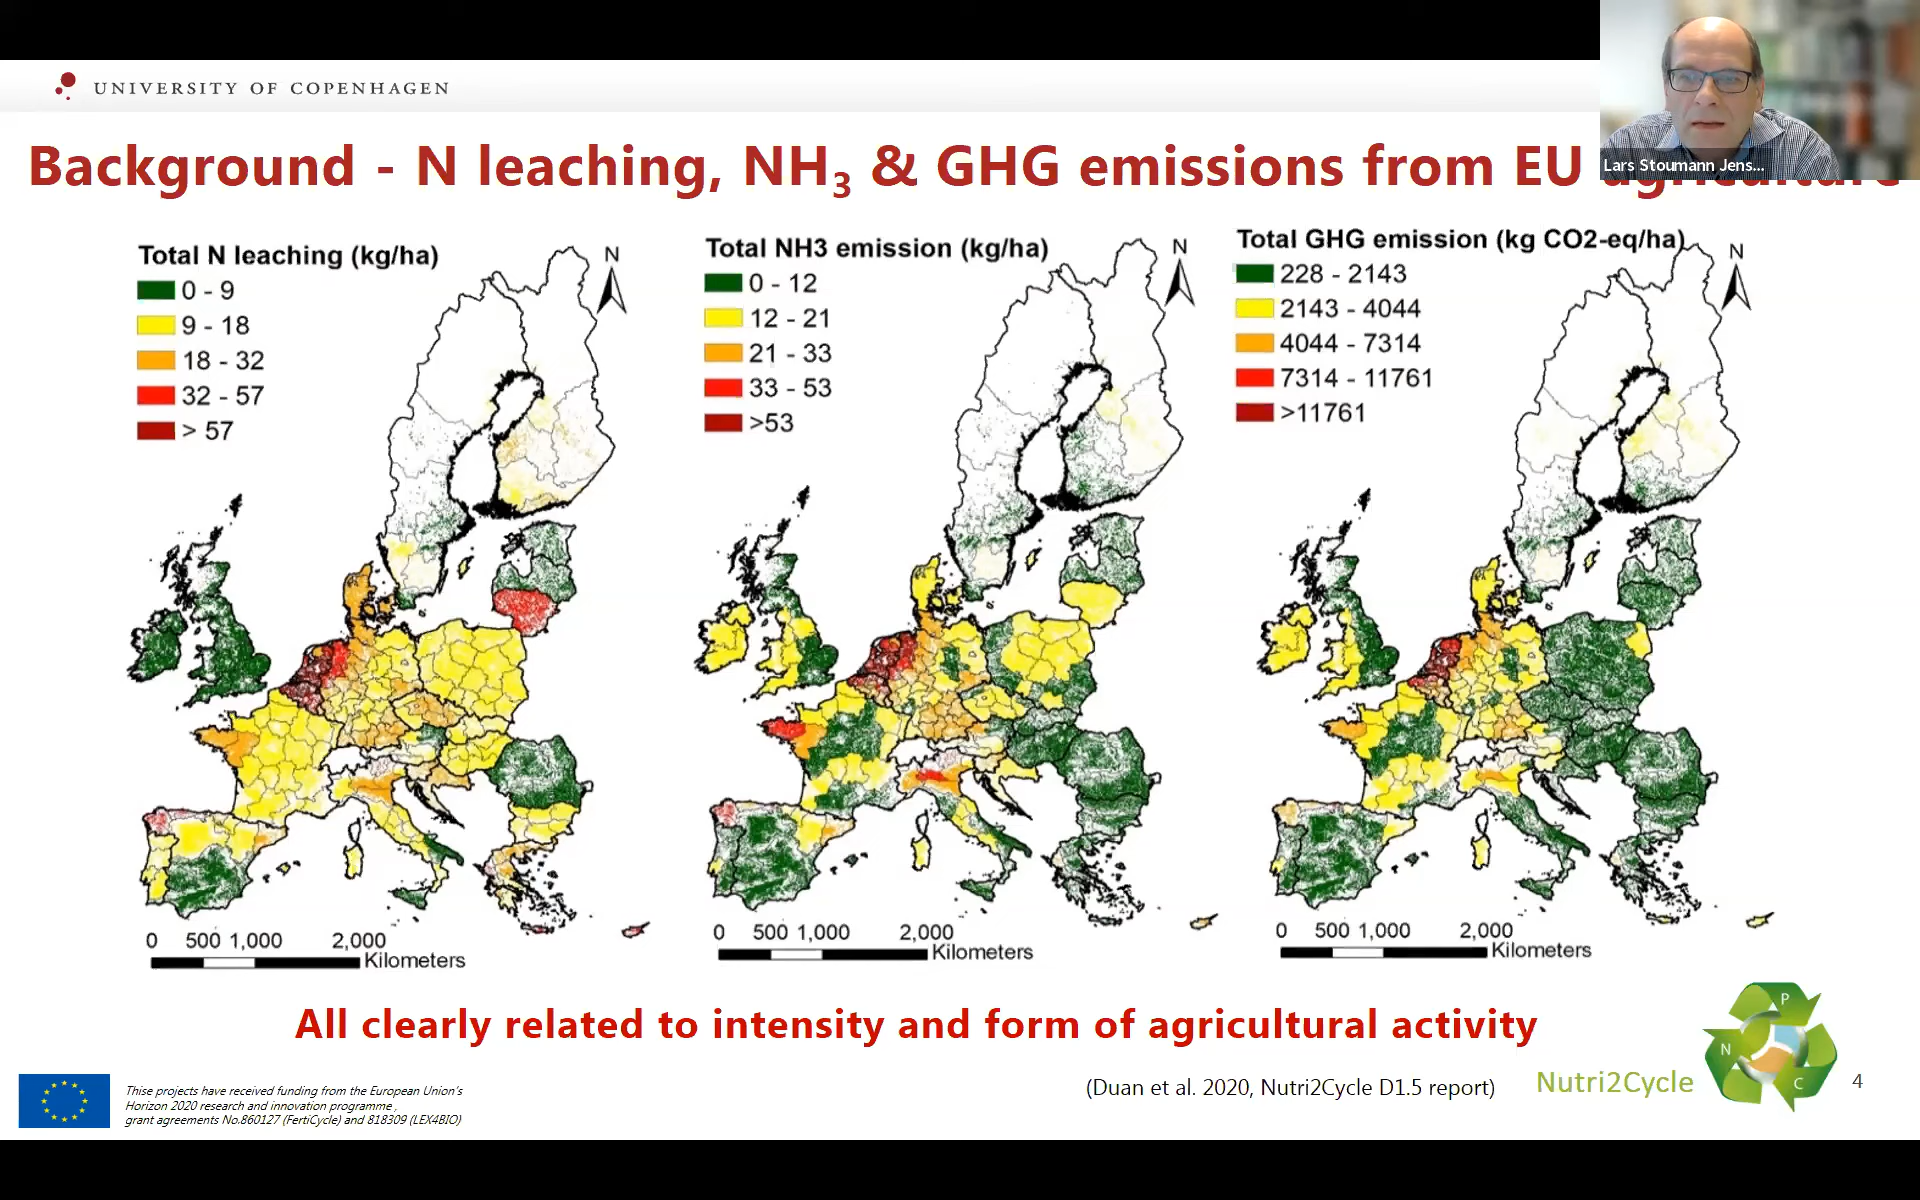 UNIVERSITY OF COPENHAGEN
Lars Stoumann Jens...
Background - N leaching, NH₃ & GHG emissions from EU agriculture
Total N leaching (kg/ha)
0 - 9
9 - 18
18 - 32
32 - 57
> 57
N
0 500 1,000 2,000
Kilometers
Total NH3 emission (kg/ha)
0 - 12
12 - 21
21 - 33
33 - 53
>53
N
0 500 1,000 2,000
Kilometers
Total GHG emission (kg CO2-eq/ha)
228 - 2143
2143 - 4044
4044 - 7314
7314 - 11761
>11761
N
0 500 1,000 2,000
Kilometers
All clearly related to intensity and form of agricultural activity
Thise projects have received funding from the European Union's
Horizon 2020 research and innovation programme ,
grant agreements No.860127 (FertiCycle) and 818309 (LEX4BIO)
(Duan et al. 2020, Nutri2Cycle D1.5 report)
Nutri2Cycle
P
N
C
4